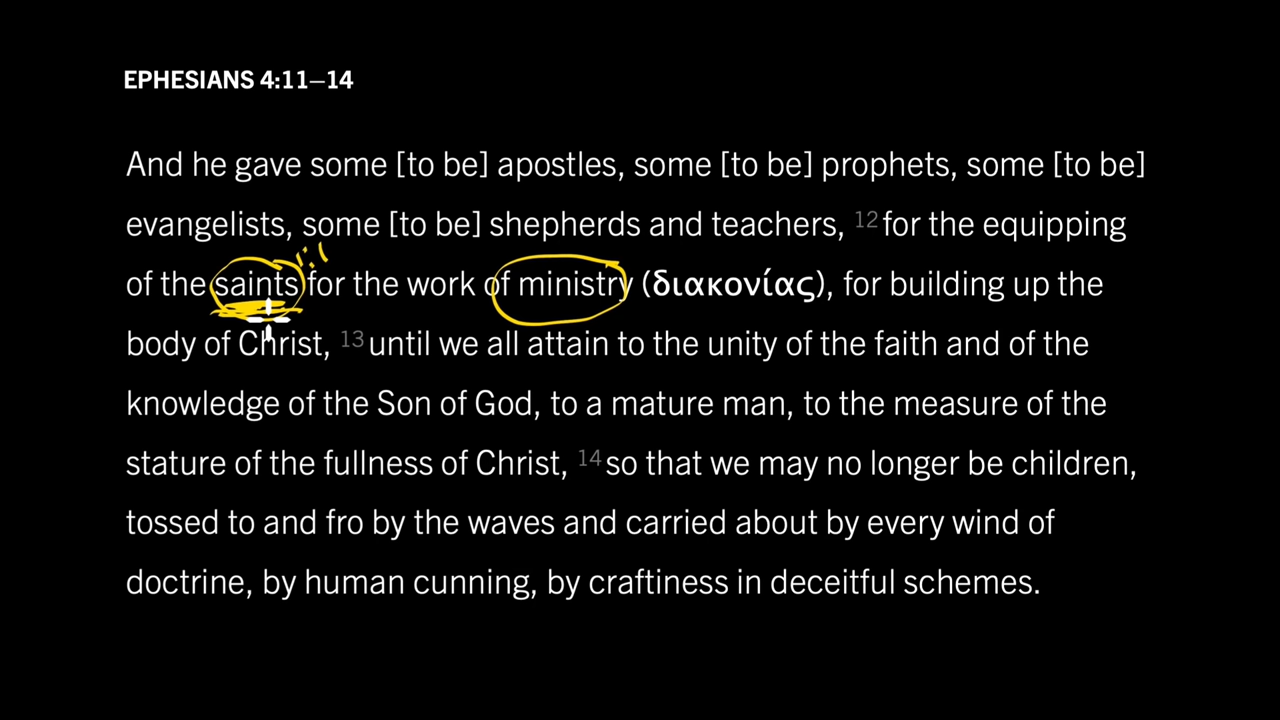 EPHESIANS 4:11–14
And he gave some [to be] apostles, some [to be] prophets, some [to be]
evangelists, some [to be] shepherds and teachers, 12 for the equipping
of the saints for the work of ministry (διακονίας), for building up the
body of Christ, 13 until we all attain to the unity of the faith and of the
knowledge of the Son of God, to a mature man, to the measure of the
stature of the fullness of Christ, 14 so that we may no longer be children,
tossed to and fro by the waves and carried about by every wind of
doctrine, by human cunning, by craftiness in deceitful schemes.